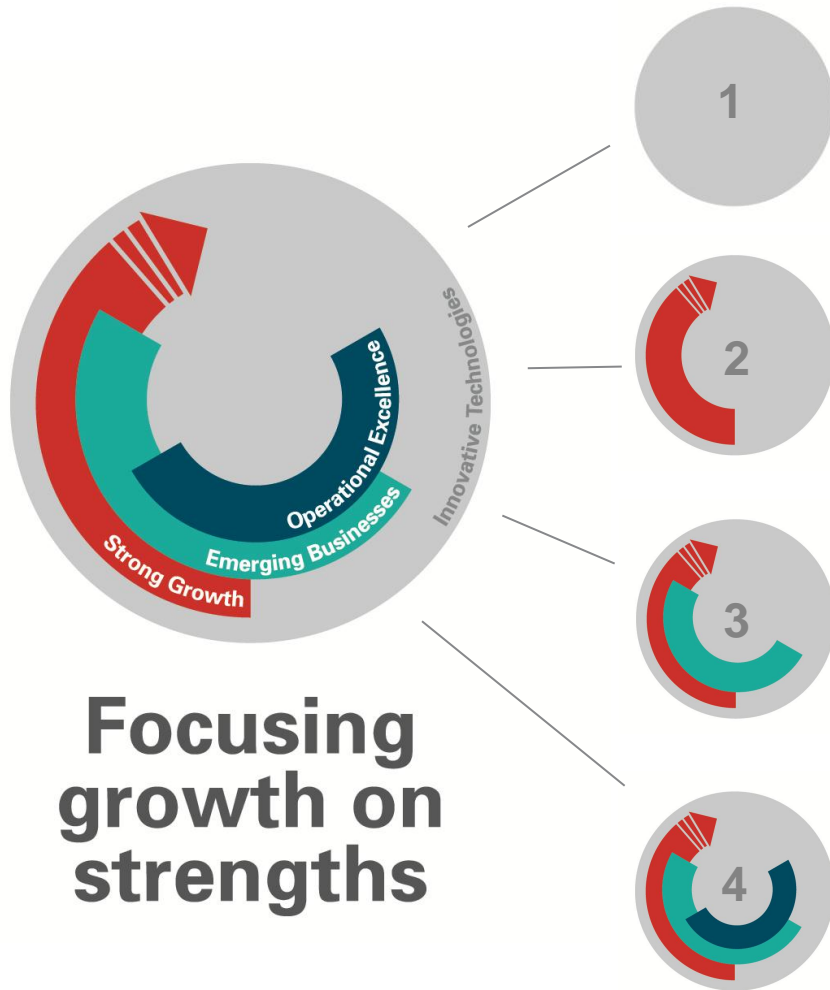 1
2
3
4
Innovative Technologies
Operational Excellence
Emerging Businesses
Strong Growth
Focusing
growth on
strengths